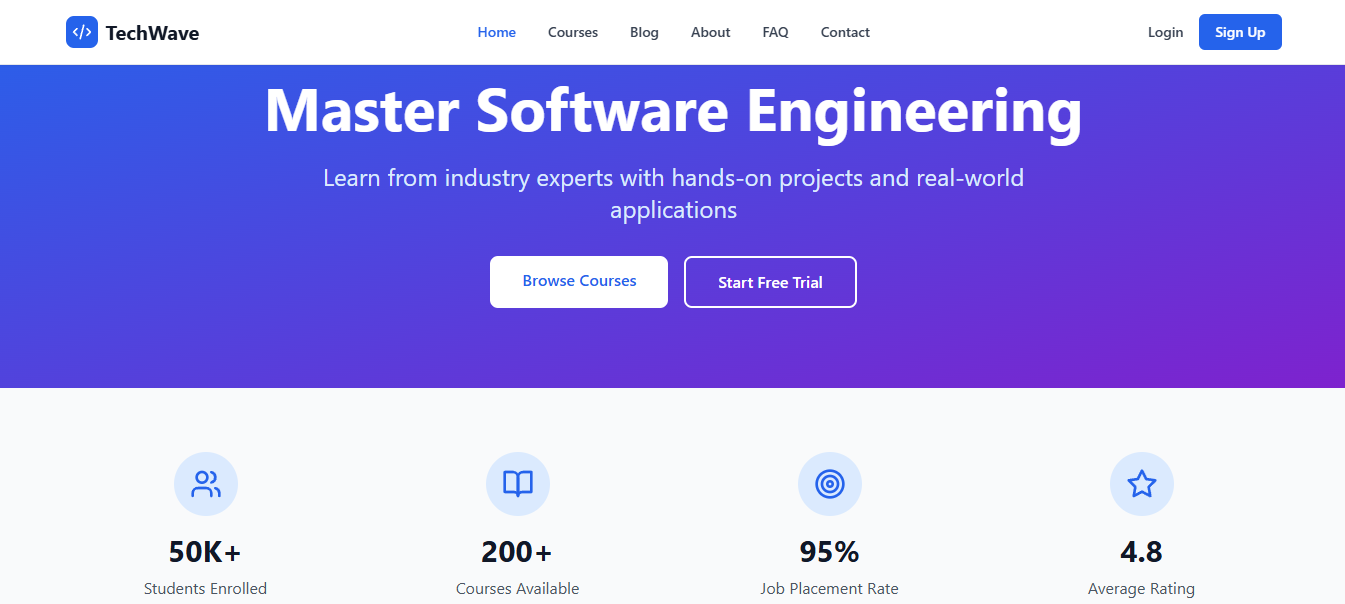 TechWave
Home Courses Blog About FAQ Contact
Login Sign Up
Master Software Engineering
Learn from industry experts with hands-on projects and real-world
applications
Browse Courses
Start Free Trial
50K+
Students Enrolled
200+
Courses Available
95%
Job Placement Rate
4.8
Average Rating